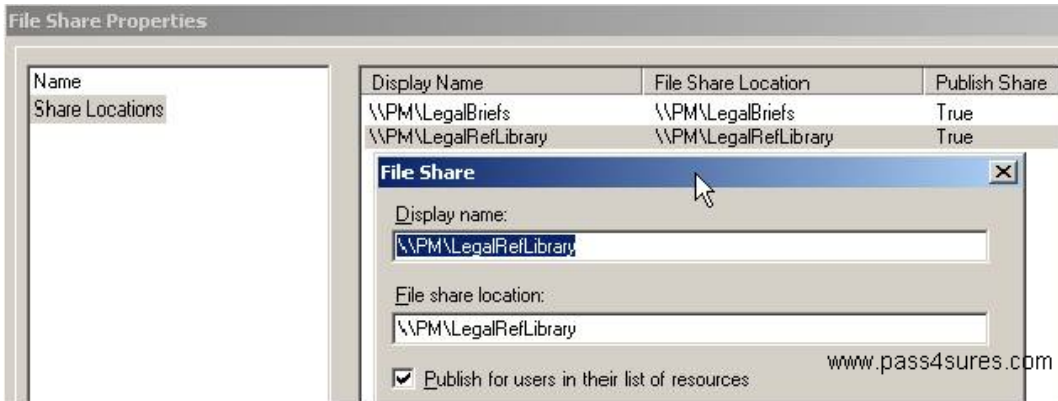 File Share Properties
Name
Share Locations
Display Name File Share Location Publish Share
\\PM\LegalBriefs \\PM\LegalBriefs True
\\PM\LegalRefLibrary \\PM\LegalRefLibrary True
File Share
Display name:
\\PM\LegalRefLibrary
File share location:
\\PM\LegalRefLibrary
Publish for users in their list of resources
www.pass4sures.com